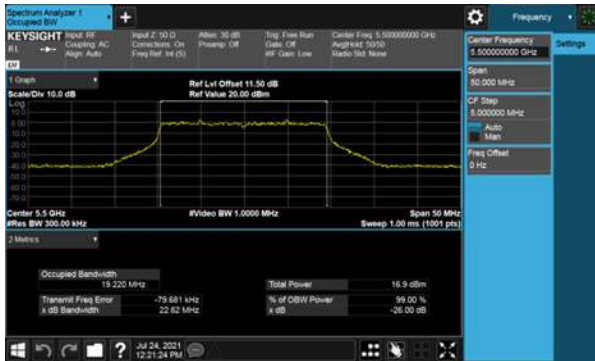 Spectrum Analyzer 1
Occupied BW
+
Frequency
KEYSIGHT
Input: RF
Coupling: AC
Align: Auto
Input Z: 50 Ω
Corrections: On
Freq Ref: Int (S)
Atten: 30 dB
Preamp: Off
Trig: Free Run
Gate: Off
#IF Gain: Low
Center Freq: 5.500000000 GHz
Avg|Hold: 50/50
Radio Std: None
RL
Center Frequency
5.500000000 GHz
Settings
Span
50.000 MHz
CF Step
5.000000 MHz
Auto
Man
Freq Offset
0 Hz
1 Graph
Scale/Div 10.0 dB
Ref Lvl Offset 11.50 dB
Ref Value 20.00 dBm
Log
Center 5.5 GHz
#Res BW 300.00 kHz
#Video BW 1.0000 MHz
Span 50 MHz
Sweep 1.00 ms (1001 pts)
2 Metrics
Occupied Bandwidth
19.220 MHz
Total Power
16.9 dBm
Transmit Freq Error
-79.681 kHz
% of OBW Power
99.00 %
x dB Bandwidth
22.62 MHz
x dB
-26.00 dB
?
Jul 24, 2021
12:21:24 PM